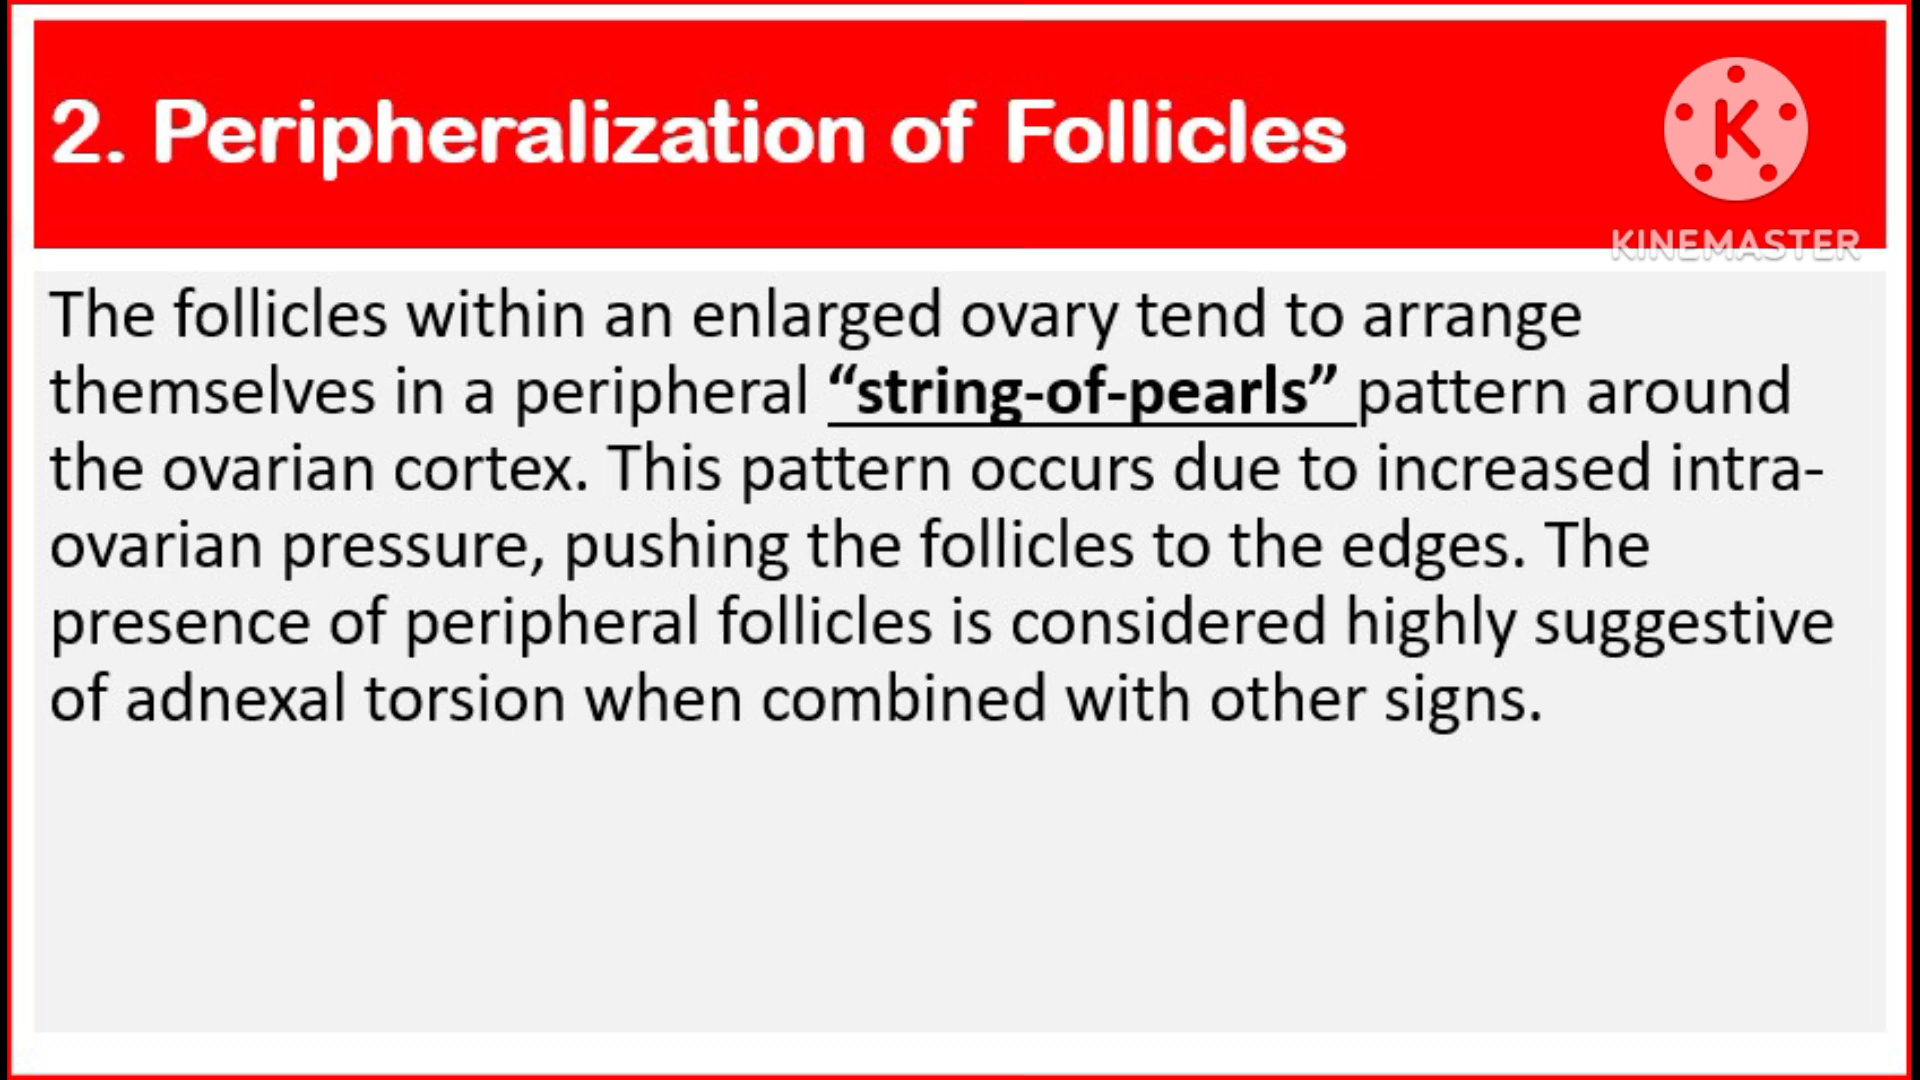 2. Peripheralization of Follicles
K
KINEMASTER
The follicles within an enlarged ovary tend to arrange
themselves in a peripheral “string-of-pearls” pattern around
the ovarian cortex. This pattern occurs due to increased intra-
ovarian pressure, pushing the follicles to the edges. The
presence of peripheral follicles is considered highly suggestive
of adnexal torsion when combined with other signs.